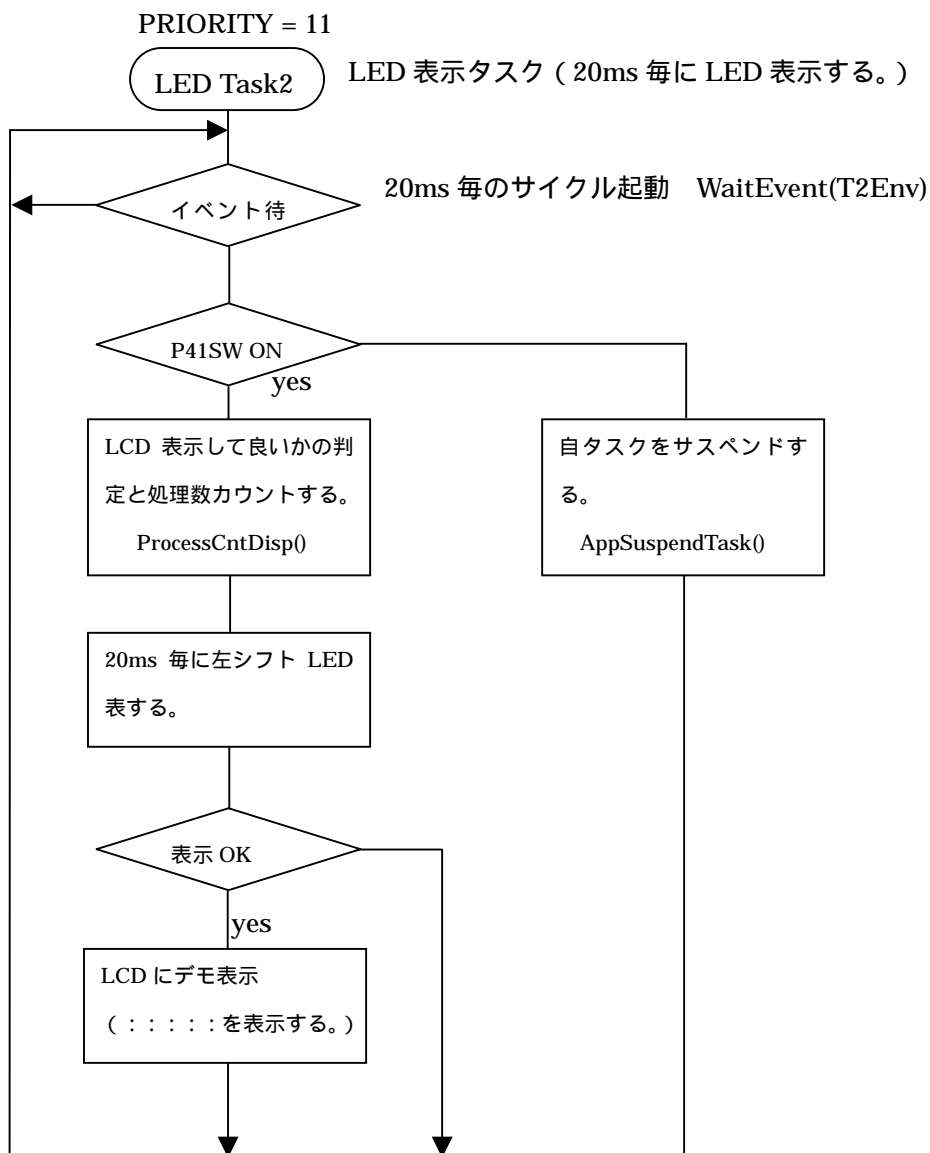 PRIORITY = 11
LED Task2
LED 表示タスク（20ms 毎に LED 表示する。）
イベント待
20ms 毎のサイクル起動　WaitEvent(T2Env)
P41SW ON
yes
LCD 表示して良いかの判
定と処理数カウントする。
ProcessCntDisp()
自タスクをサスペンドす
る。
AppSuspendTask()
20ms 毎に左シフト LED
表する。
表示 OK
yes
LCD にデモ表示
（：：：：：を表示する。）